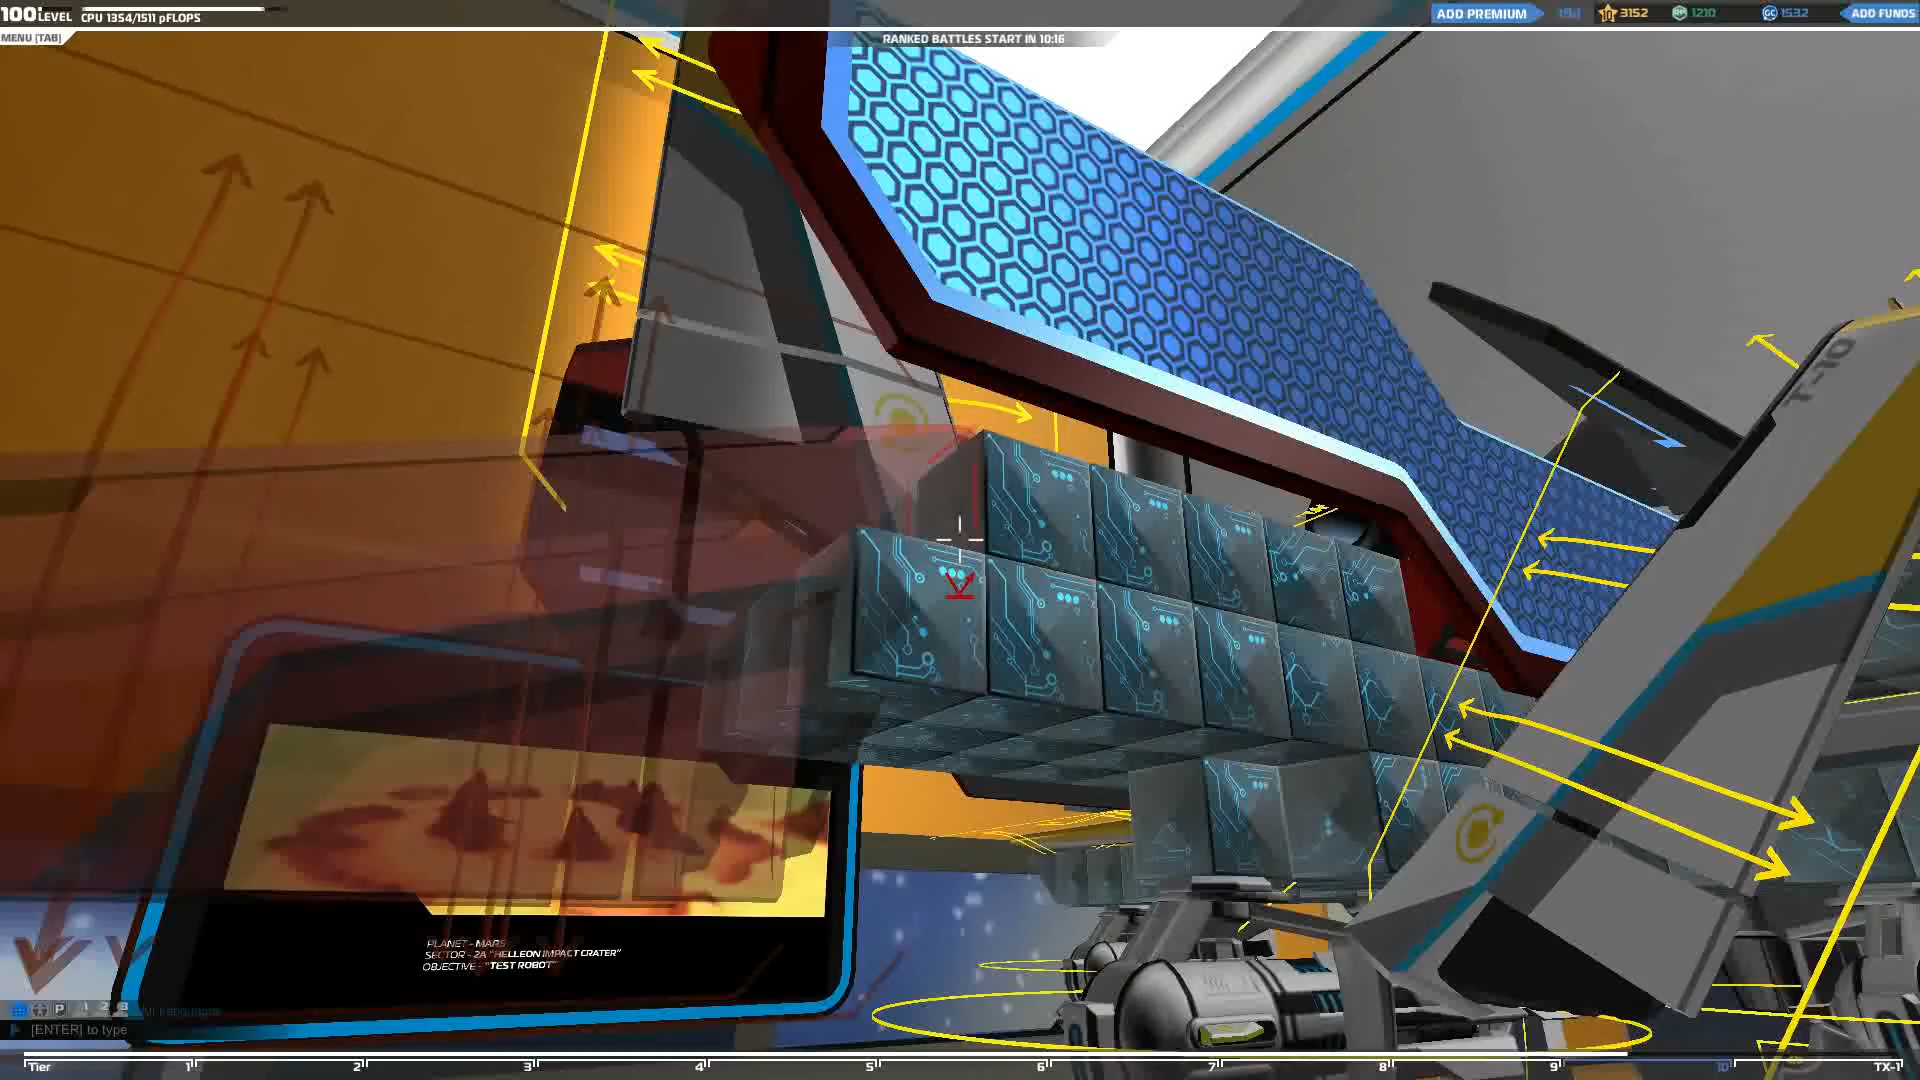 100 LEVEL CPU 1354/1511 pFLOPS
ADD PREMIUM
3152
1210
GC 1532
ADD FUNDS
MENU [TAB]
RANKED BATTLES START IN 10:16
PLANET - MARS
SECTOR - 2A "HELLEON IMPACT CRATER"
OBJECTIVE - "TEST ROBOT"
P
[ENTER] to type
Tier 1 2 3 4 5 6 7 8 9 10 TX-1